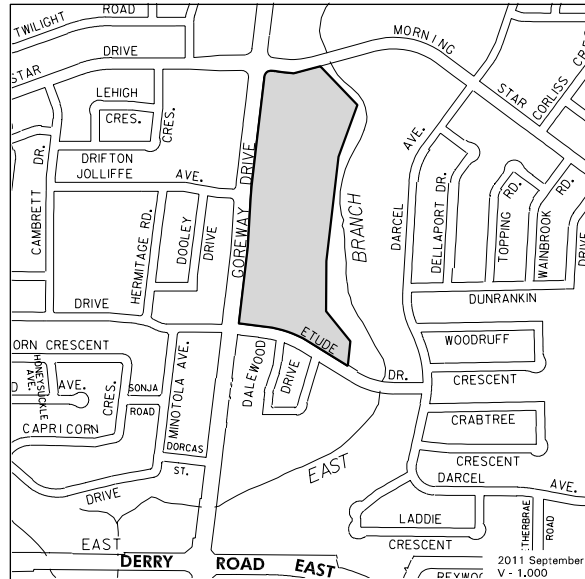 TWILIGHT
ROAD
DRIVE
STAR
MORNING
STAR
CORLISS
LEHIGH
CRES.
CRES.
DRIFTON
JOLLIFFE
AVE.
CAMBRETT
DR.
HERMITAGE RD.
DOOLEY
DRIVE
GOREWAY DRIVE
BRANCH
DARCEL
AVE.
DELLAPORT DR.
TOPPING
RD.
WAINBROOK
DRIVE
DUNRANKIN
DRIVE
ETUDE
DR.
WOODRUFF
CRESCENT
CRABTREE
CRESCENT
DARCEL
AVE.
ORN CRESCENT
HONEYSUCKLE
AVE.
AVE.
CRES.
SONJA
ROAD
MINOTOLA AVE.
DALEWOOD
DRIVE
CAPRICORN
DORCAS
ST.
DRIVE
EAST
LADDIE
CRESCENT
THERBRAE
ROAD
EAST
DERRY ROAD EAST
2011 September
V - 1.000